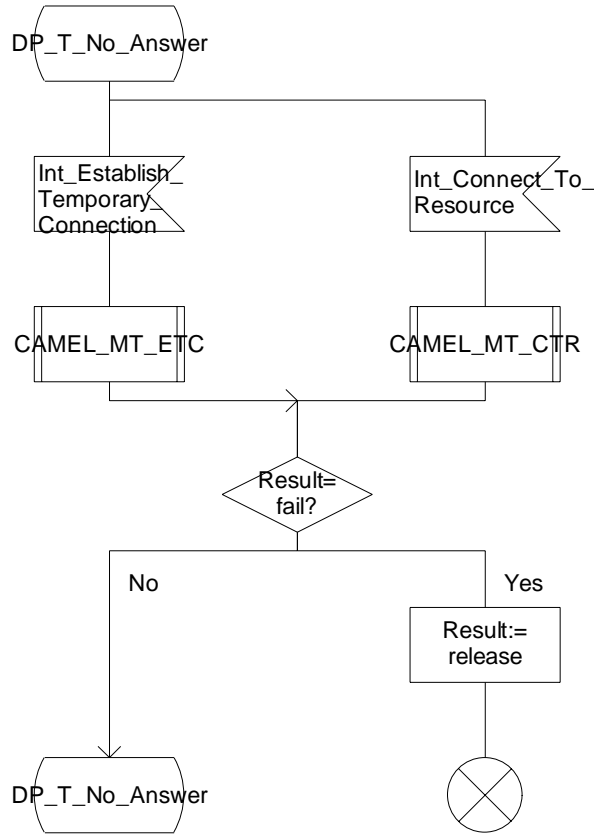 DP_T_No_Answer
Int_Establish_
Temporary_
Connection
Int_Connect_To_
Resource
CAMEL_MT_ETC
CAMEL_MT_CTR
Result=
fail?
No
Yes
Result:=
release
DP_T_No_Answer